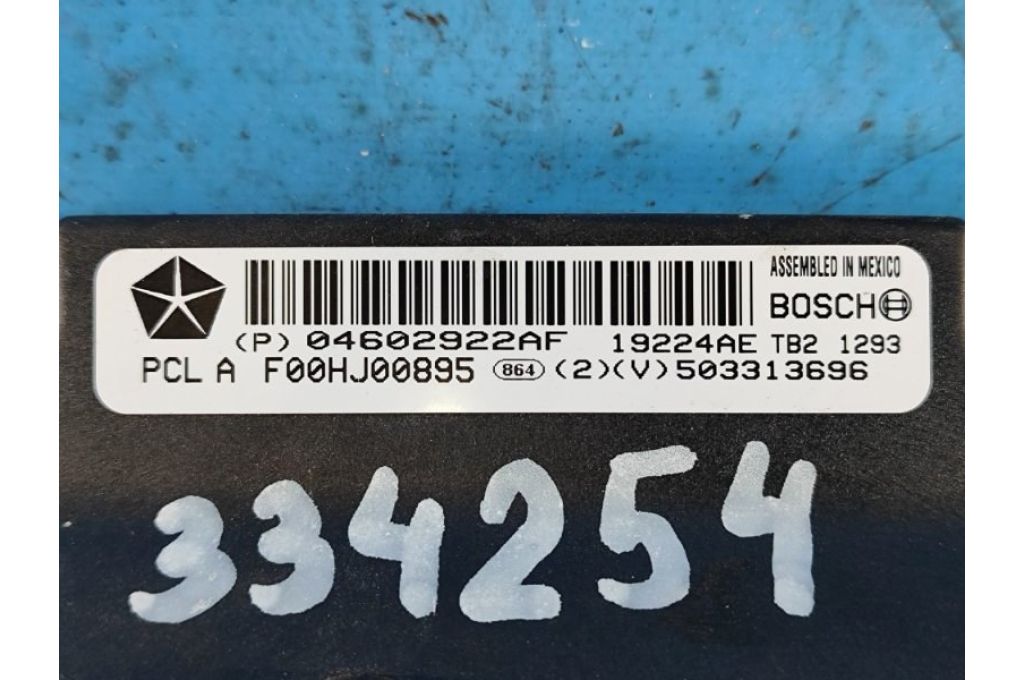 ASSEMBLED IN MEXICO
BOSCH
(P) 04602922AF 19224AE TB2 1293
PCL A F00HJ00895 864 (2)(V)503313696
334254